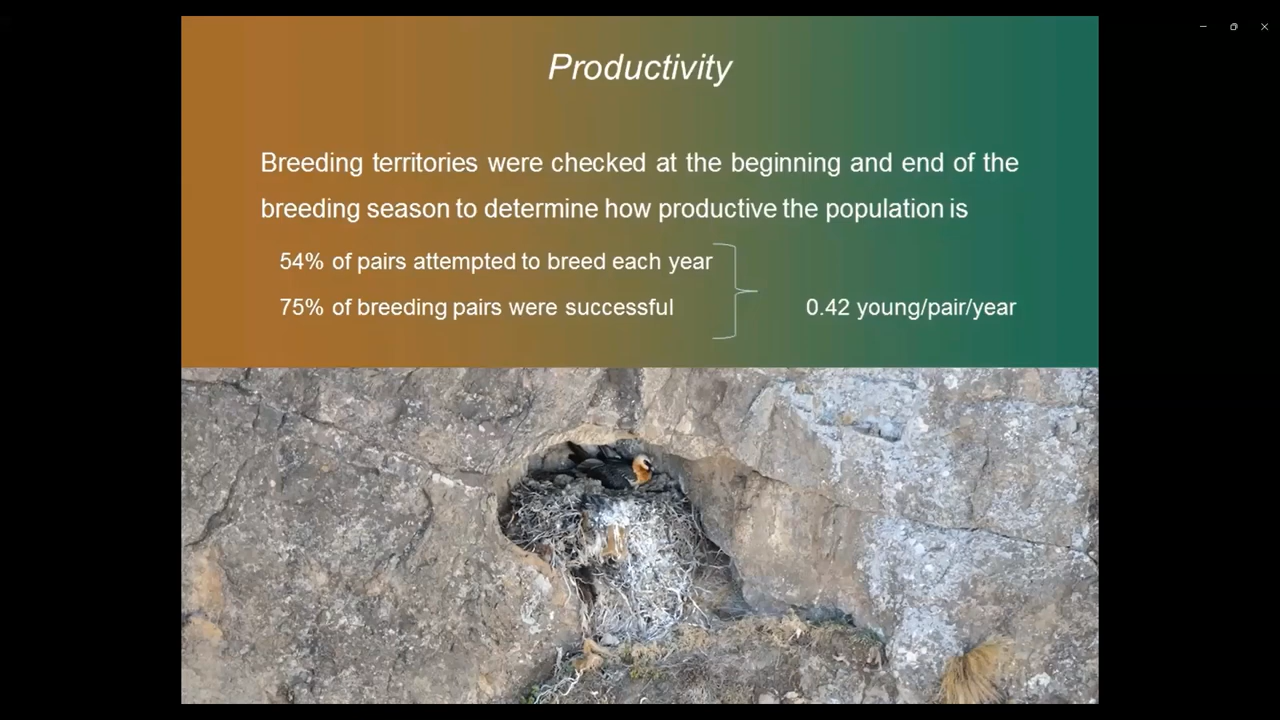 Productivity
Breeding territories were checked at the beginning and end of the
breeding season to determine how productive the population is
54% of pairs attempted to breed each year
75% of breeding pairs were successful
0.42 young/pair/year